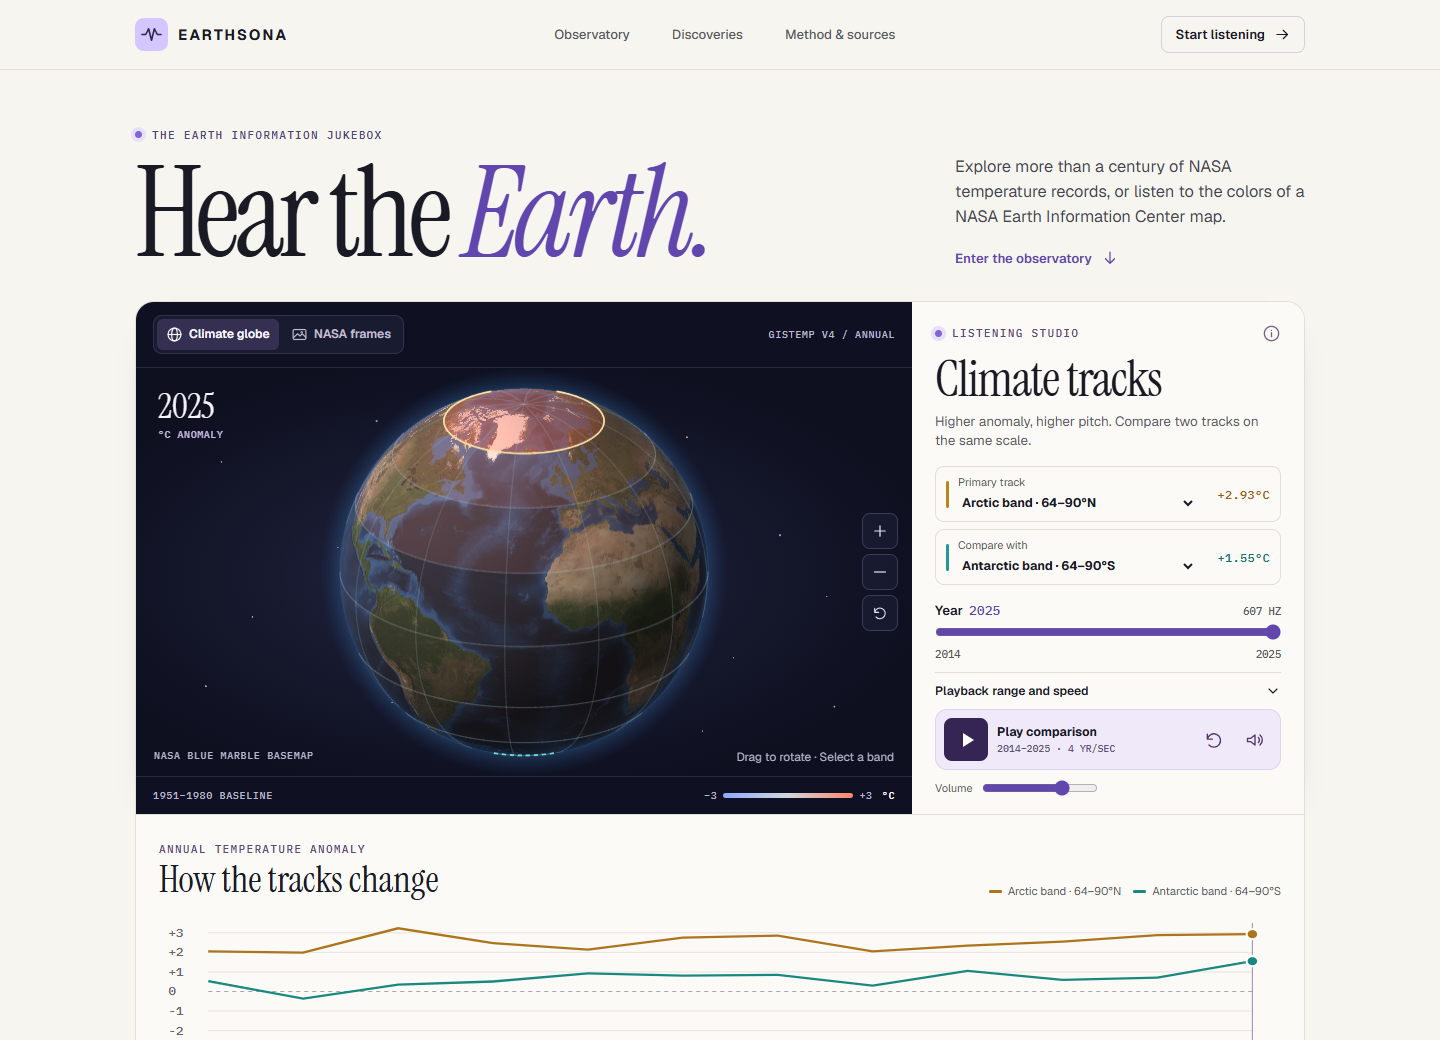 EARTHSONA
Observatory
Discoveries
Method & sources
Start listening
THE EARTH INFORMATION JUKEBOX
Hear the Earth.
Explore more than a century of NASA
temperature records, or listen to the colors of a
NASA Earth Information Center map.
Enter the observatory
Climate globe
NASA frames
GISTEMP V4 / ANNUAL
2025
°C ANOMALY
NASA BLUE MARBLE BASEMAP
Drag to rotate · Select a band
1951–1980 BASELINE
−3
+3 °C
LISTENING STUDIO
Climate tracks
Higher anomaly, higher pitch. Compare two tracks on
the same scale.
Primary track
Arctic band · 64–90°N
+2.93°C
Compare with
Antarctic band · 64–90°S
+1.55°C
Year 2025
607 HZ
2014
2025
Playback range and speed
Play comparison
2014–2025 · 4 YR/SEC
Volume
ANNUAL TEMPERATURE ANOMALY
How the tracks change
Arctic band · 64–90°N
Antarctic band · 64–90°S
+3
+2
+1
0
-1
-2